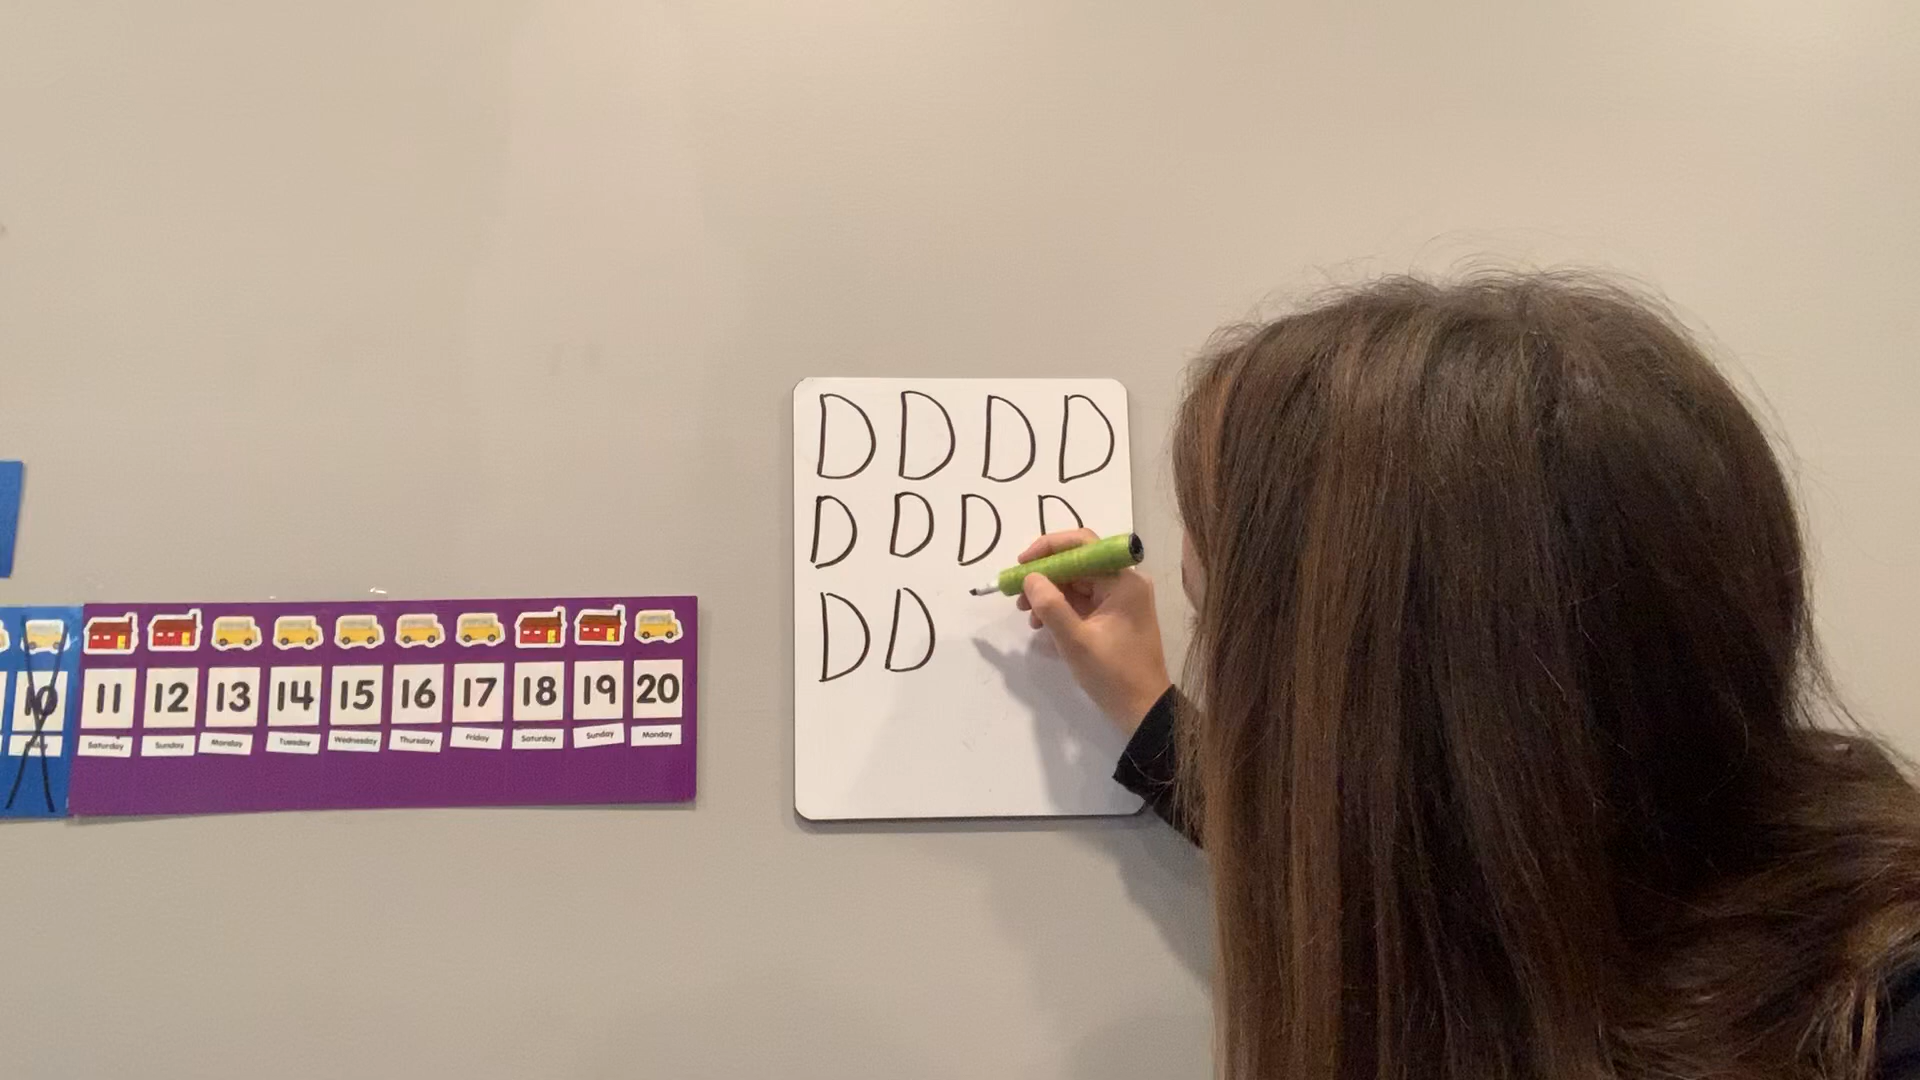 D D D D
D D D D
D D
10 11 12 13 14 15 16 17 18 19 20
Friday Saturday Sunday Monday Tuesday Wednesday Thursday Friday Saturday Sunday Monday